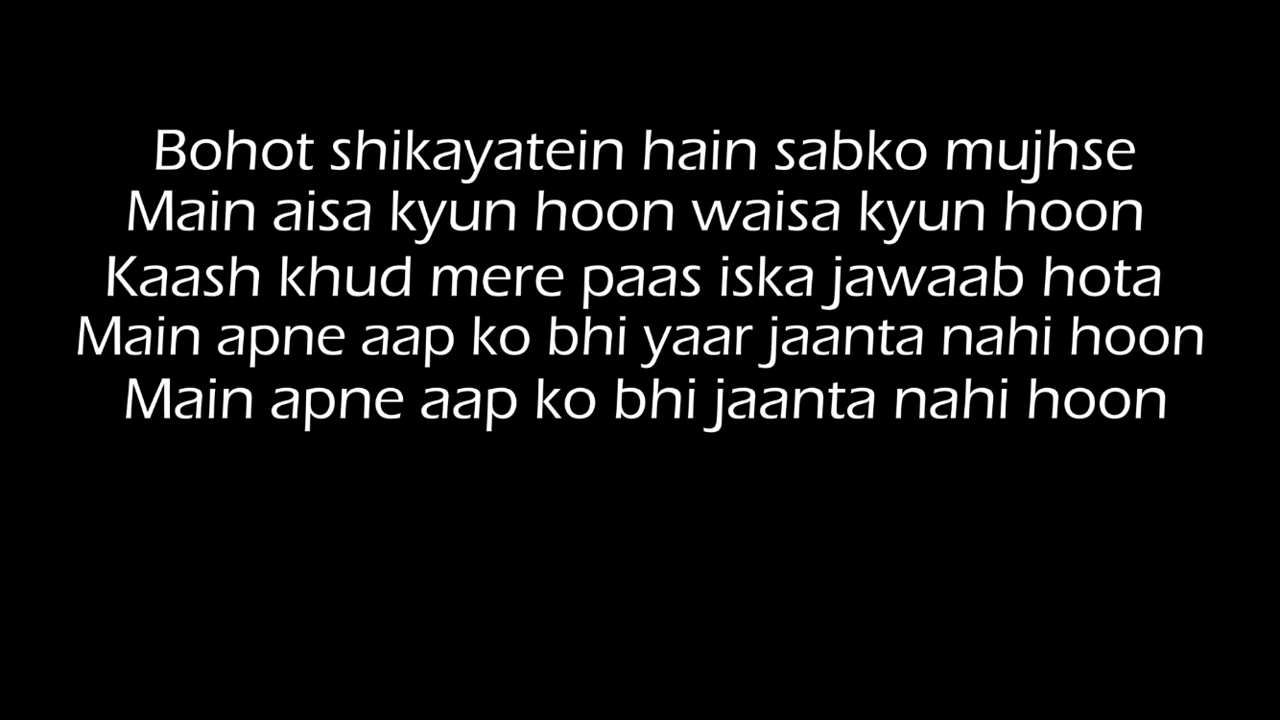 Bohot shikayatein hain sabko mujhse
Main aisa kyun hoon waisa kyun hoon
Kaash khud mere paas iska jawaab hota
Main apne aap ko bhi yaar jaanta nahi hoon
Main apne aap ko bhi jaanta nahi hoon